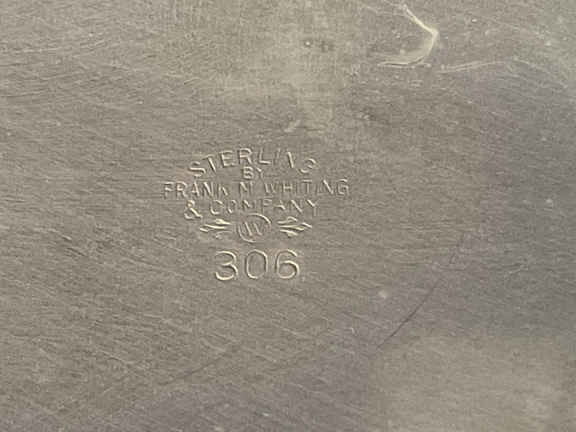 STERLING
BY
FRANK M. WHITING
& COMPANY
W
306